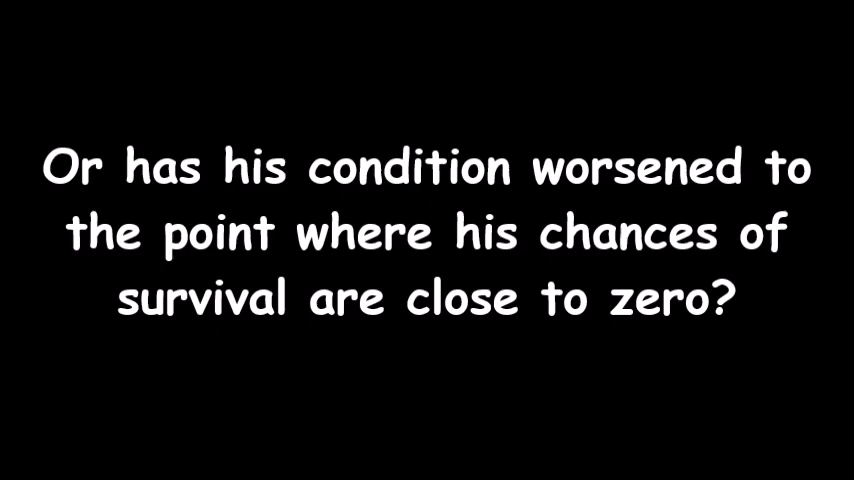 Or has his condition worsened to
the point where his chances of
survival are close to zero?